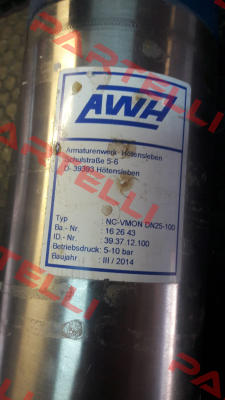 AWH
Armaturenwerk Hötensleben
Schulstraße 5-6
D- 39393 Hötensleben
Typ : NC-VMON DN25-100
Ba.- Nr. : 16 26 43
ID.- Nr. : 39.37.12.100
Betriebsdruck: 5-10 bar
Baujahr : III / 2014
PARTELLI
PARTELLI
PARTELLI
PARTELLI